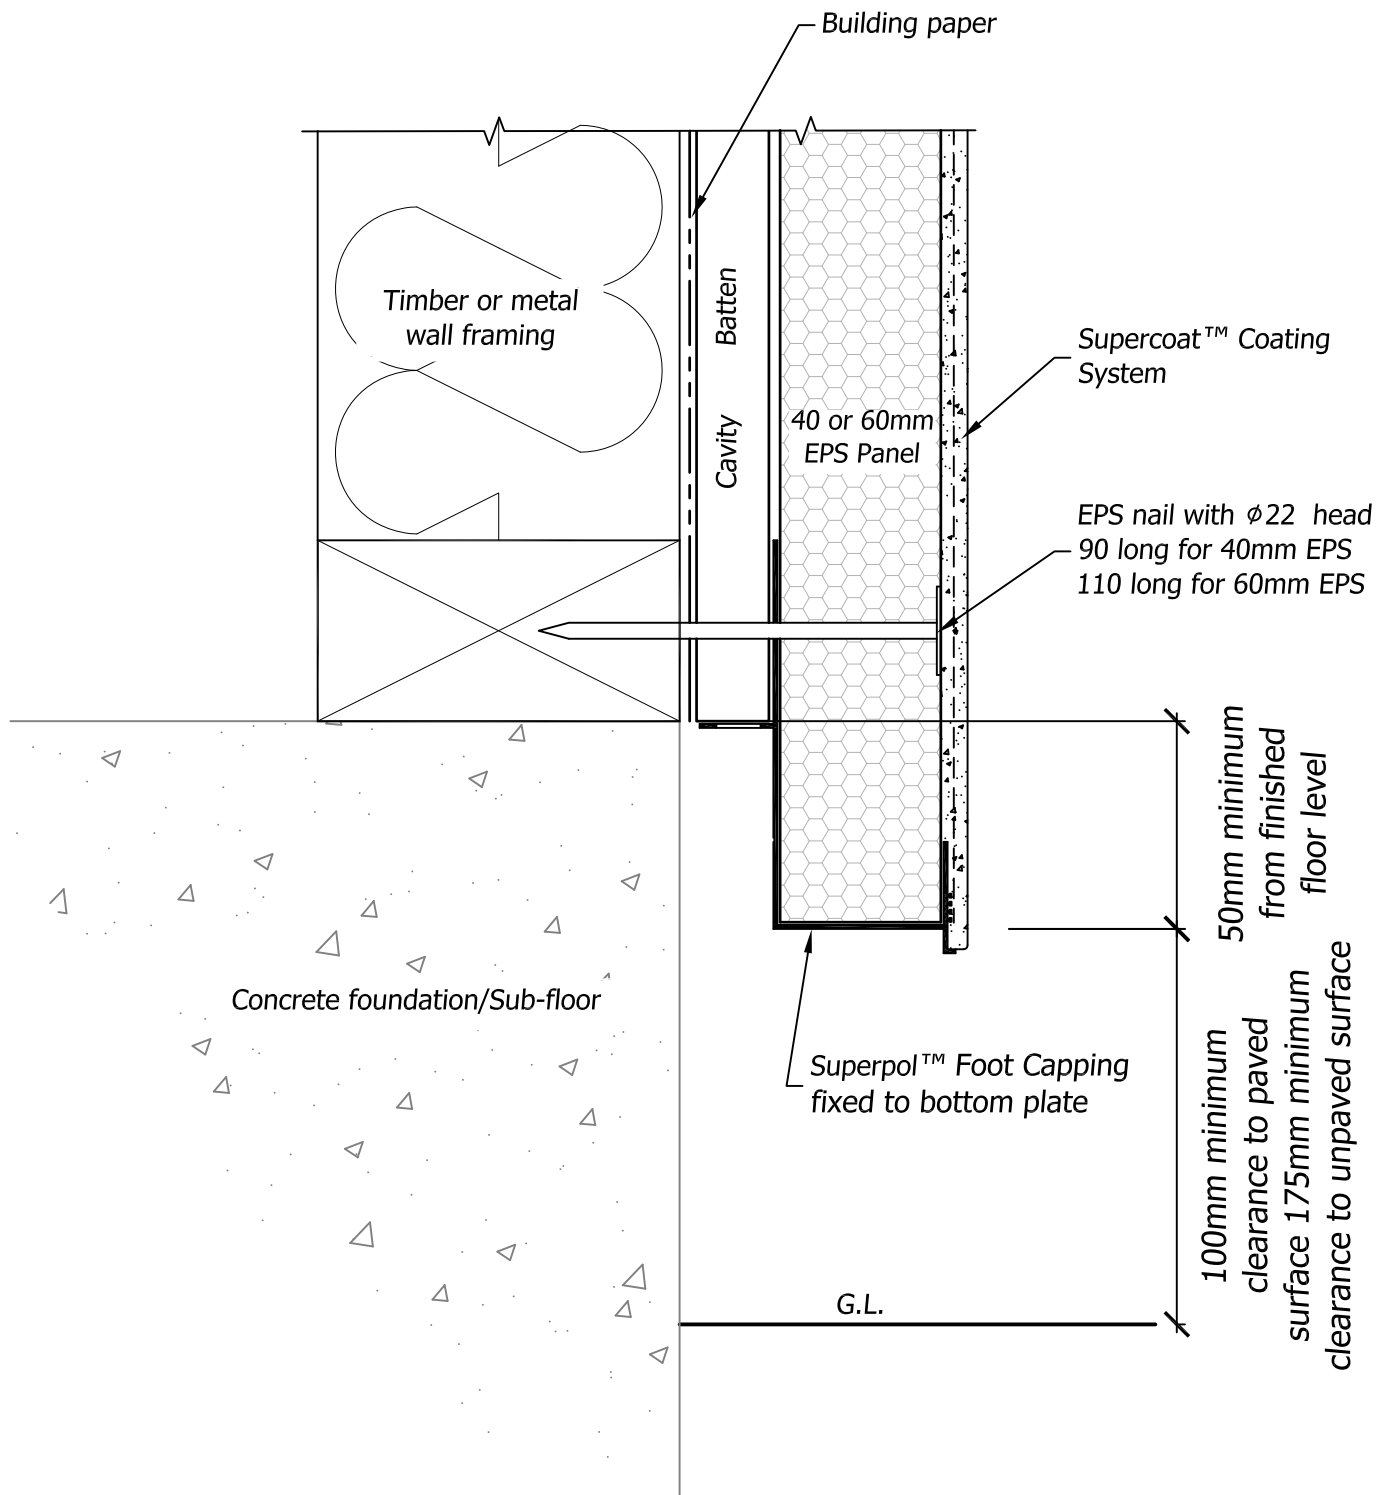 Building paper
Timber or metal
wall framing
Cavity Batten
40 or 60mm
EPS Panel
Supercoat™ Coating
System
EPS nail with ⌀22 head
90 long for 40mm EPS
110 long for 60mm EPS
50mm minimum
from finished
floor level
Concrete foundation/Sub-floor
Superpol™ Foot Capping
fixed to bottom plate
100mm minimum
clearance to paved
surface 175mm minimum
clearance to unpaved surface
G.L.